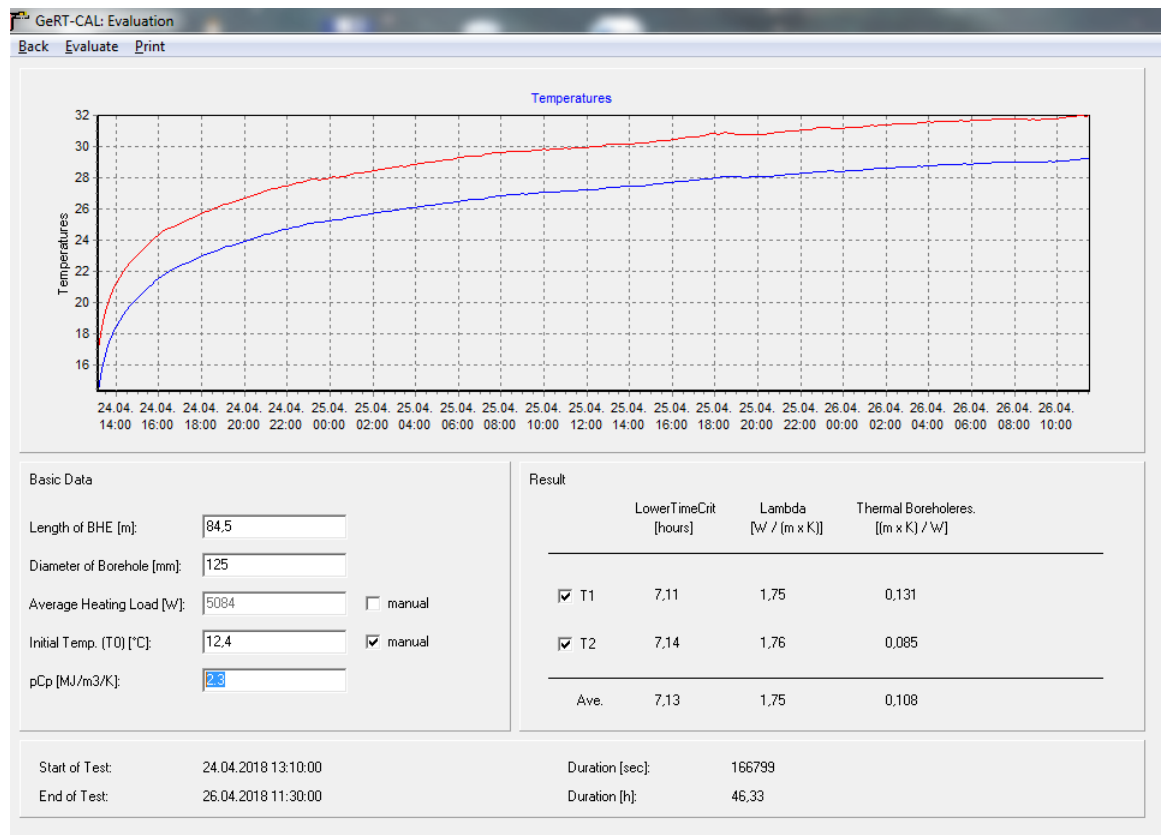 GeRT-CAL: Evaluation
Back Evaluate Print
Temperatures
32
30
28
26
24
22
20
18
16
Temperatures
24.04. 24.04. 24.04. 24.04. 24.04. 25.04. 25.04. 25.04. 25.04. 25.04. 25.04. 25.04. 25.04. 25.04. 25.04. 25.04. 25.04. 26.04. 26.04. 26.04. 26.04. 26.04. 26.04.
14:00 16:00 18:00 20:00 22:00 00:00 02:00 04:00 06:00 08:00 10:00 12:00 14:00 16:00 18:00 20:00 22:00 00:00 02:00 04:00 06:00 08:00 10:00
Basic Data
Length of BHE [m]: 84,5
Diameter of Borehole [mm]: 125
Average Heating Load [W]: 5084 manual
Initial Temp. (T0) [°C]: 12,4 manual
pCp [MJ/m3/K]: 2,3
Result
LowerTimeCrit Lambda Thermal Boreholeres.
[hours] [W / (m x K)] [(m x K) / W]
T1 7,11 1,75 0,131
T2 7,14 1,76 0,085
Ave. 7,13 1,75 0,108
Start of Test: 24.04.2018 13:10:00 Duration [sec]: 166799
End of Test: 26.04.2018 11:30:00 Duration [h]: 46,33